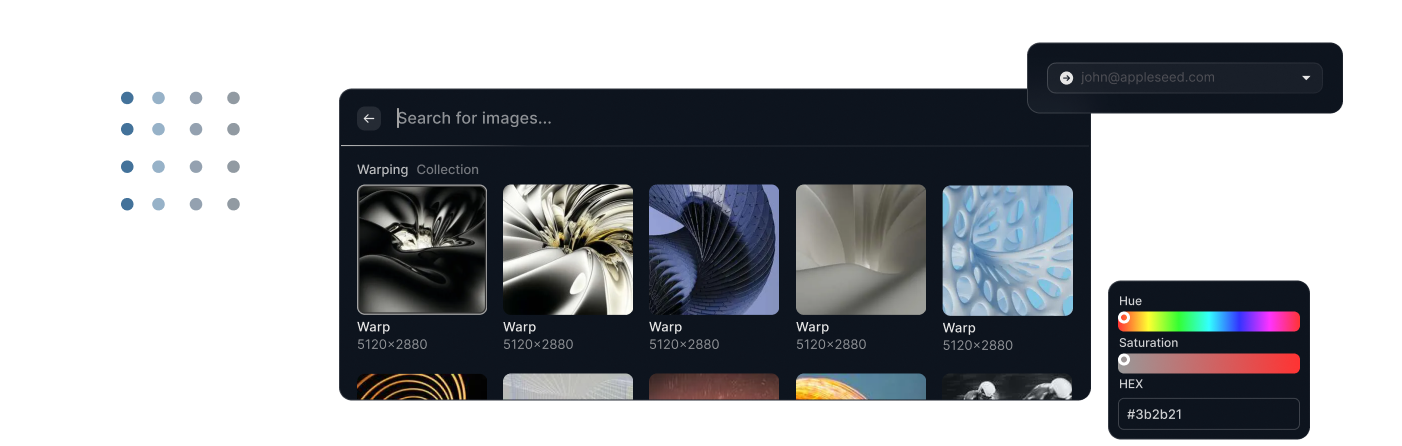 john@appleseed.com
Search for images...
Warping Collection
Warp
5120×2880
Warp
5120×2880
Warp
5120×2880
Warp
5120×2880
Warp
5120×2880
Hue
Saturation
HEX
#3b2b21